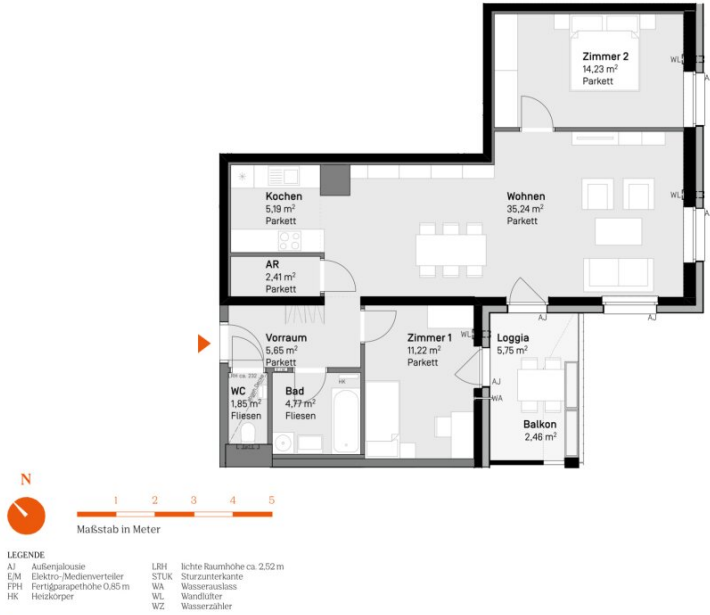 Zimmer 2
14,23 m²
Parkett
WL
AJ
Kochen
5,19 m²
Parkett
Wohnen
35,24 m²
Parkett
WL
AJ
AR
2,41 m²
Parkett
AJ
AJ
Vorraum
5,65 m²
Parkett
Zimmer 1
11,22 m²
Parkett
WL
Loggia
5,75 m²
WC
1,85 m²
Fliesen
Bad
4,77 m²
Fliesen
HK
AJ
WA
Balkon
2,46 m²
N
1 2 3 4 5
Maßstab in Meter
LEGENDE
AJ Außenjalousie
E/M Elektro-/Medienverteiler
FPH Fertigparapethöhe 0,85 m
HK Heizkörper
LRH lichte Raumhöhe ca. 2,52 m
STUK Sturzunterkante
WA Wasserauslass
WL Wandlüfter
WZ Wasserzähler